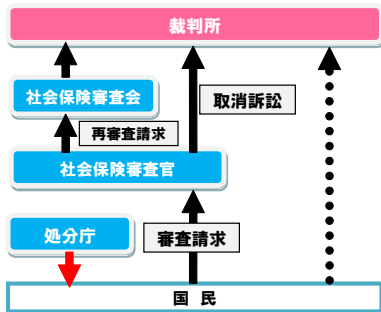 裁判所
社会保険審査会
取消訴訟
再審査請求
社会保険審査官
処分庁
審査請求
国 民